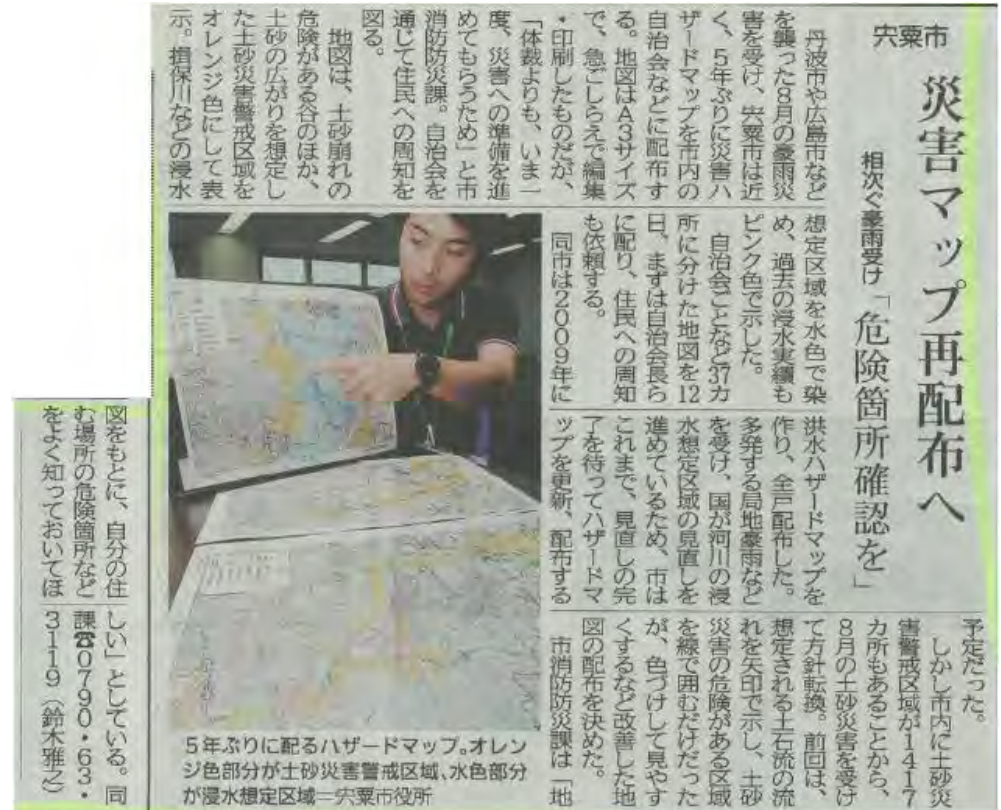 宍粟市
災害マップ再配布へ
相次ぐ豪雨受け「危険箇所確認を」
丹波市や広島市など
を襲った8月の豪雨災
害を受け、宍粟市は近
く、5年ぶりに災害ハ
ザードマップを市内の
自治会などに配布す
る。地図はA3サイズ
で、急ごしらえで編集
・印刷したものだが、
「体裁よりも、いま一
度、災害への準備を進
めてもらうため」と市
消防防災課。自治会を
通じて住民への周知を
図る。
地図は、土砂崩れの
危険がある谷のほか、
土砂の広がりを想定し
た土砂災害警戒区域を
オレンジ色にして表
示。揖保川などの浸水
想定区域を水色で染
め、過去の浸水実績も
ピンク色で示した。
自治会ごとなど37カ
所に分けた地図を12
日、まずは自治会長ら
に配り、住民への周知
も依頼する。
同市は2009年に
洪水ハザードマップを
作り、全戸配布した。
多発する局地豪雨など
を受け、国が河川の浸
水想定区域の見直しを
進めているため、市は
これまで、見直しの完
了を待ってハザードマ
ップを更新、配布する
予定だった。
しかし市内に土砂災
害警戒区域が1417
カ所もあることから、
8月の土砂災害を受け
て方針転換。前回は、
想定される土石流の流
れを矢印で示し、土砂
災害の危険がある区域
を線で囲むだけだった
が、色づけして見やす
くするなど改善した地
図の配布を決めた。
市消防防災課は「地
図をもとに、自分の住
む場所の危険箇所など
をよく知っておいてほ
しい」としている。同
課☎0790・63・
3119（鈴木雅之）
5年ぶりに配るハザードマップ。オレン
ジ色部分が土砂災害警戒区域、水色部分
が浸水想定区域＝宍粟市役所